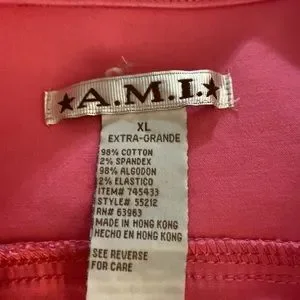 ★A.M.I.★
XL
EXTRA-GRANDE
98% COTTON
2% SPANDEX
98% ALGODON
2% ELASTICO
ITEM# 745433
STYLE# 55212
RN# 63963
MADE IN HONG KONG
HECHO EN HONG KONG
SEE REVERSE
FOR CARE